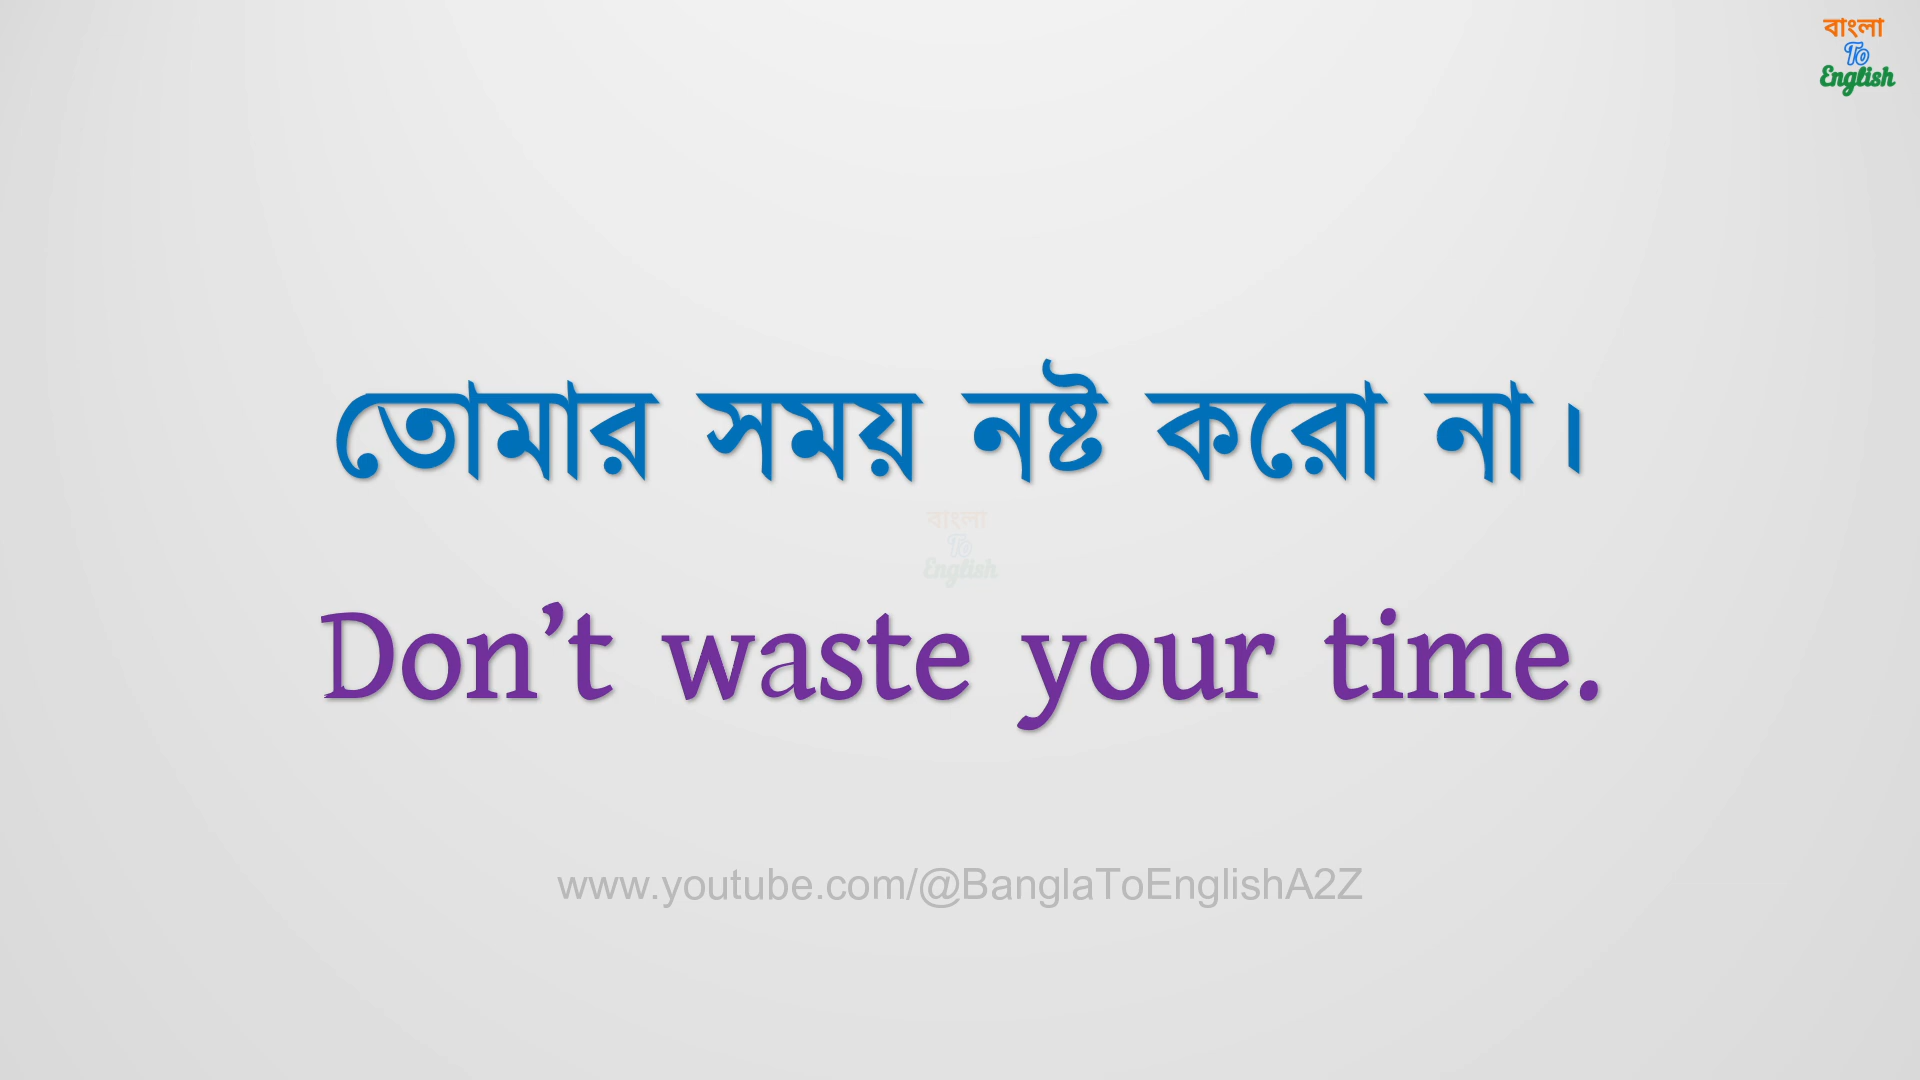 বাংলা
To
English
তোমার সময় নষ্ট করো না।
বাংলা
To
English
Don’t waste your time.
www.youtube.com/@BanglaToEnglishA2Z